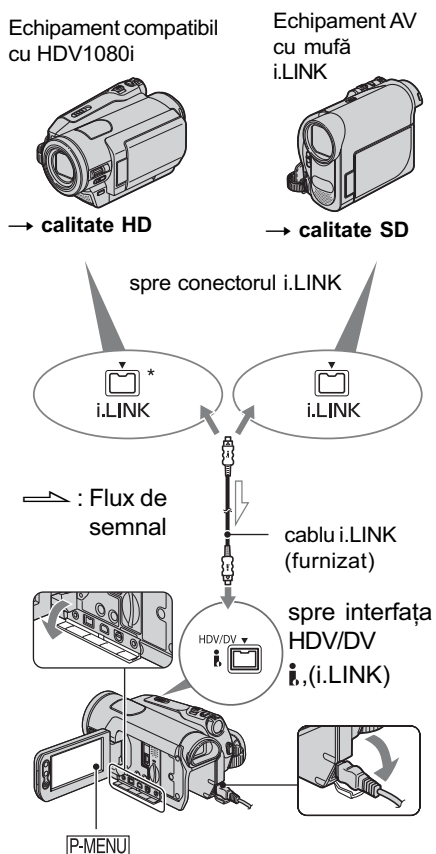 Echipament compatibil
cu HDV1080i
Echipament AV
cu mufă
i.LINK
→ calitate HD
→ calitate SD
spre conectorul i.LINK
*
i.LINK
i.LINK
: Flux de
semnal
cablu i.LINK
(furnizat)
spre interfața
HDV/DV
i,(i.LINK)
HDV/DV
i
P-MENU